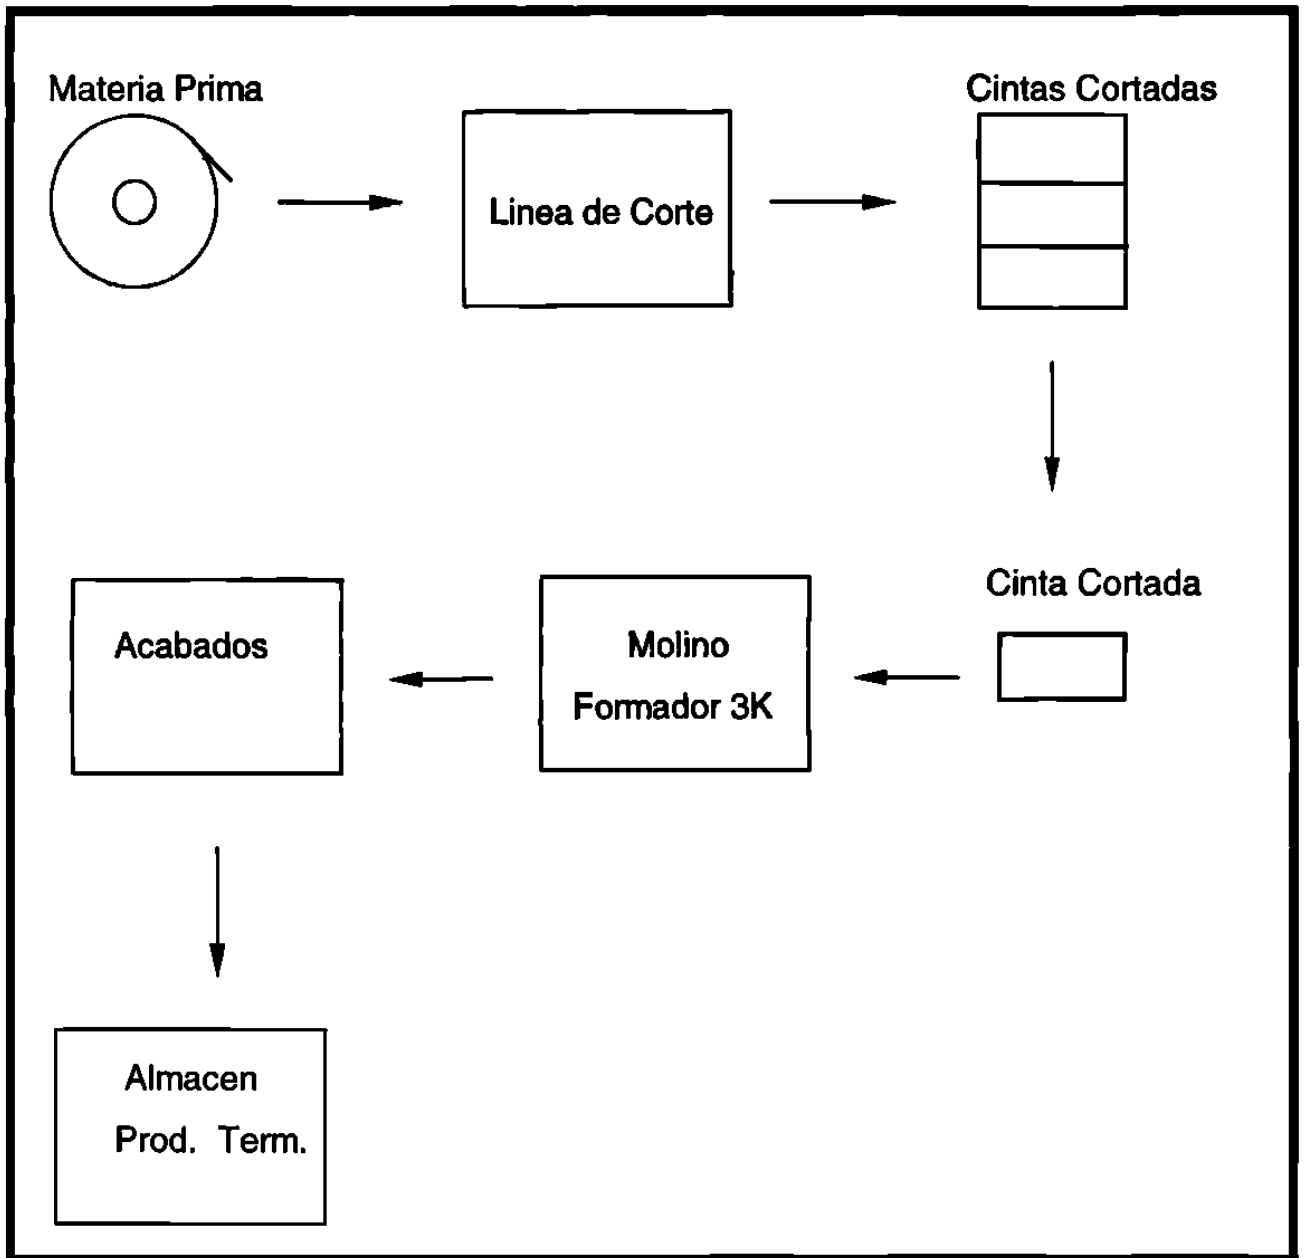 Materia Prima
Linea de Corte
Cintas Cortadas
Cinta Cortada
Molino
Formador 3K
Acabados
Almacen
Prod. Term.